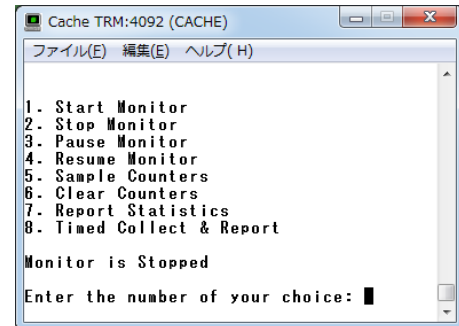 Cache TRM:4092 (CACHE)
ファイル(F) 編集(E) ヘルプ( H)
1. Start Monitor
2. Stop Monitor
3. Pause Monitor
4. Resume Monitor
5. Sample Counters
6. Clear Counters
7. Report Statistics
8. Timed Collect & Report
Monitor is Stopped
Enter the number of your choice: